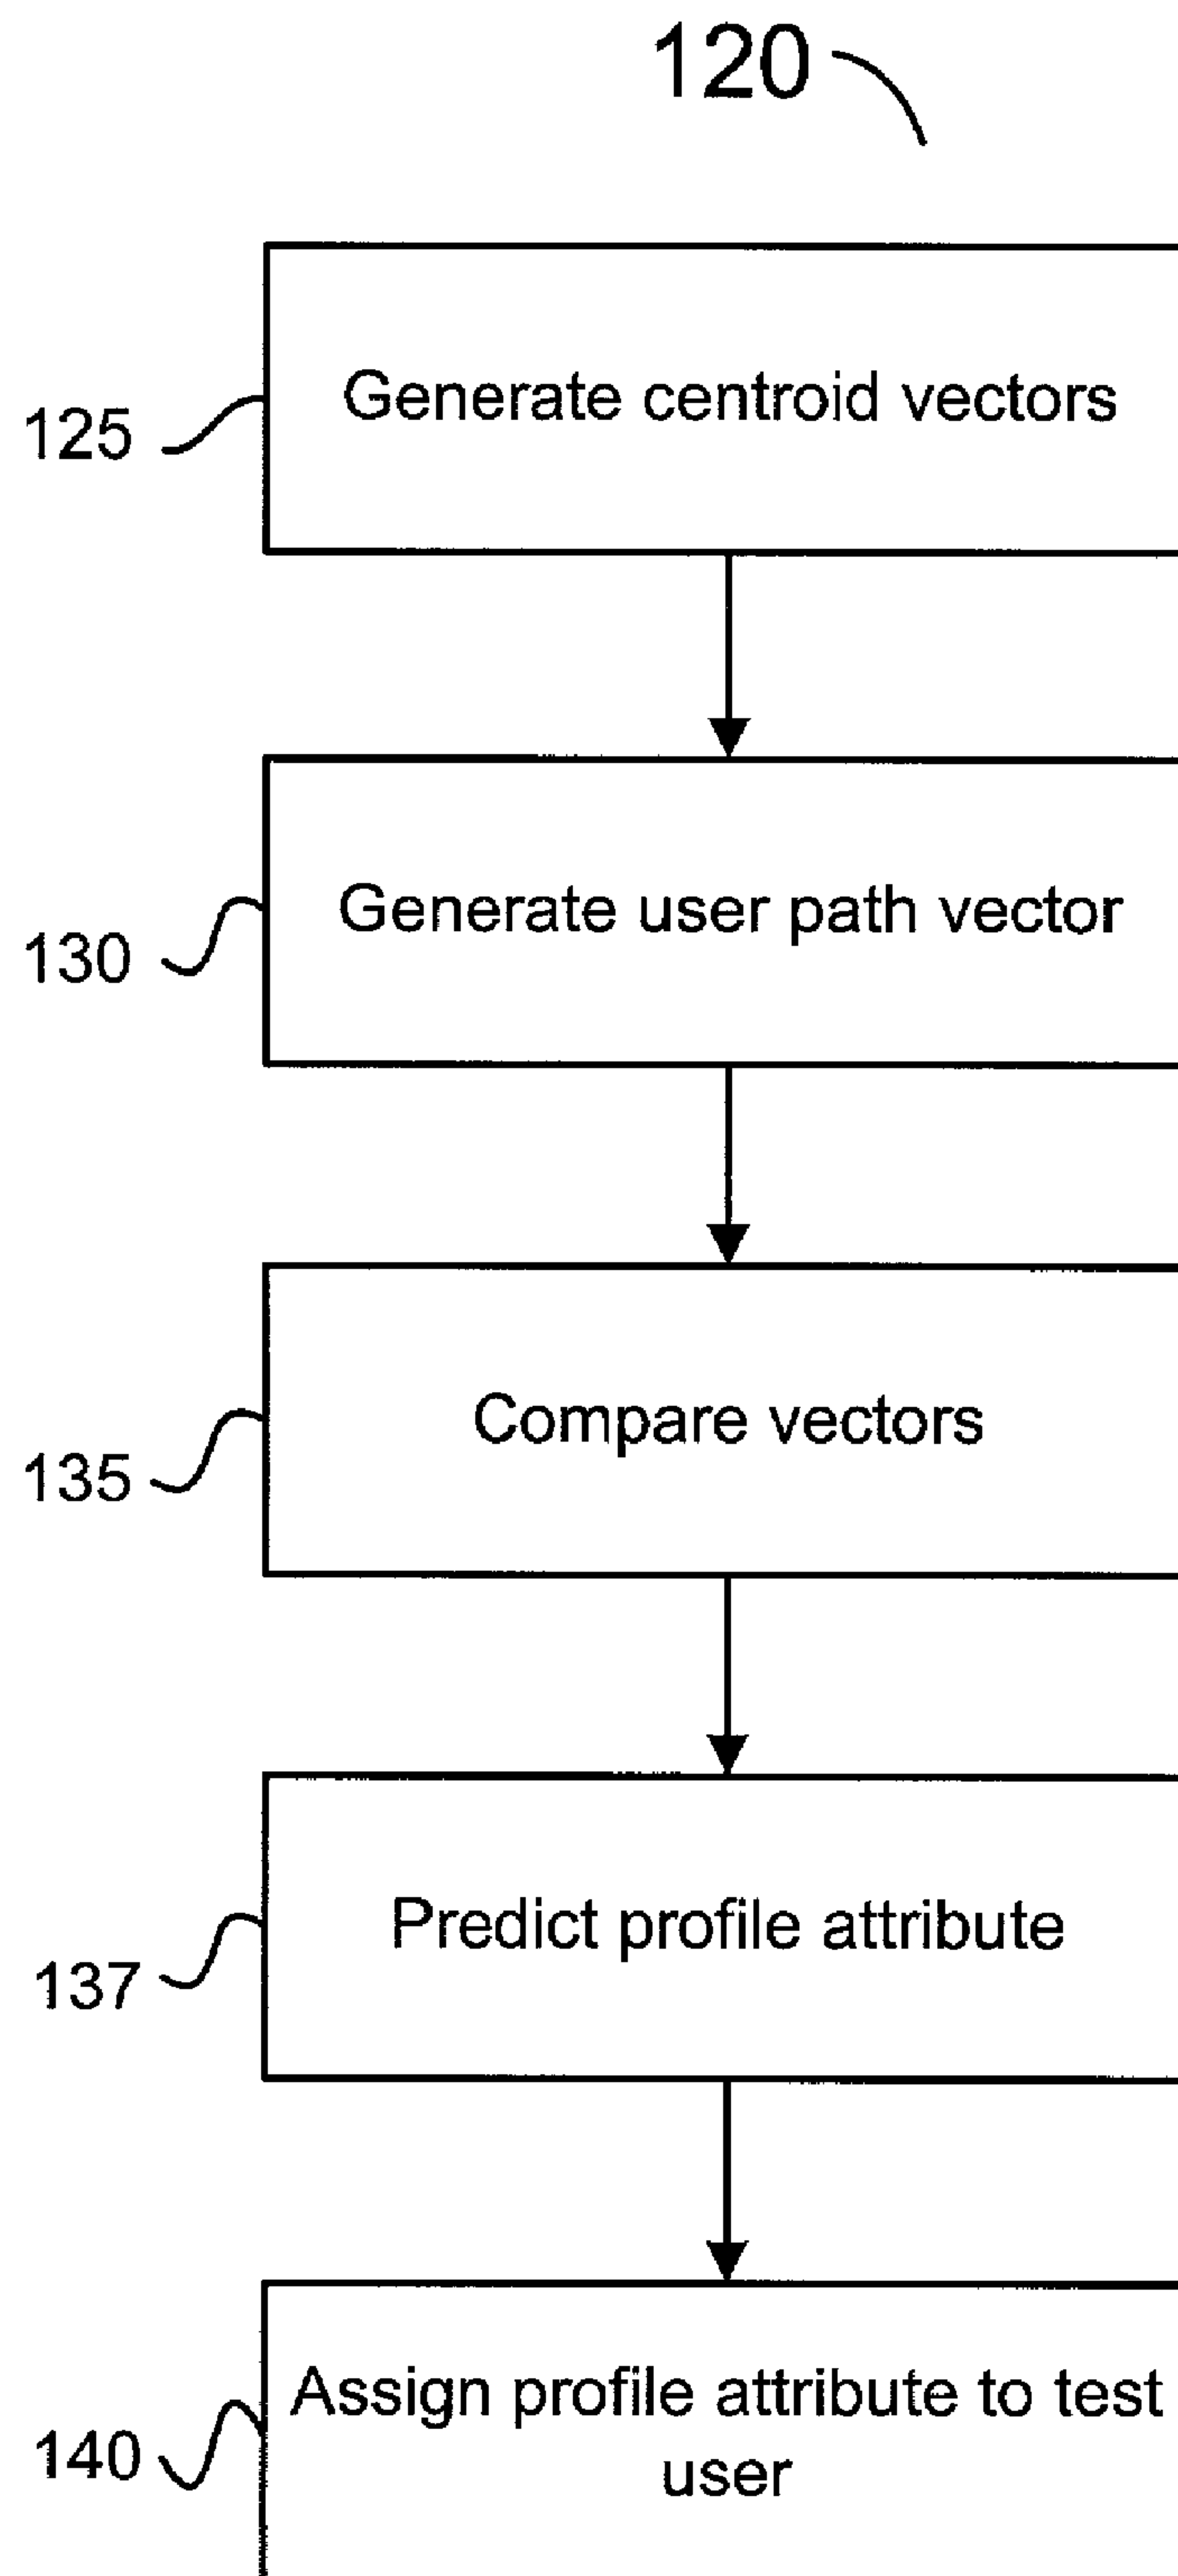 120
Generate centroid vectors
125
Generate user path vector
130
Compare vectors
135
Predict profile attribute
137
Assign profile attribute to test
user
140